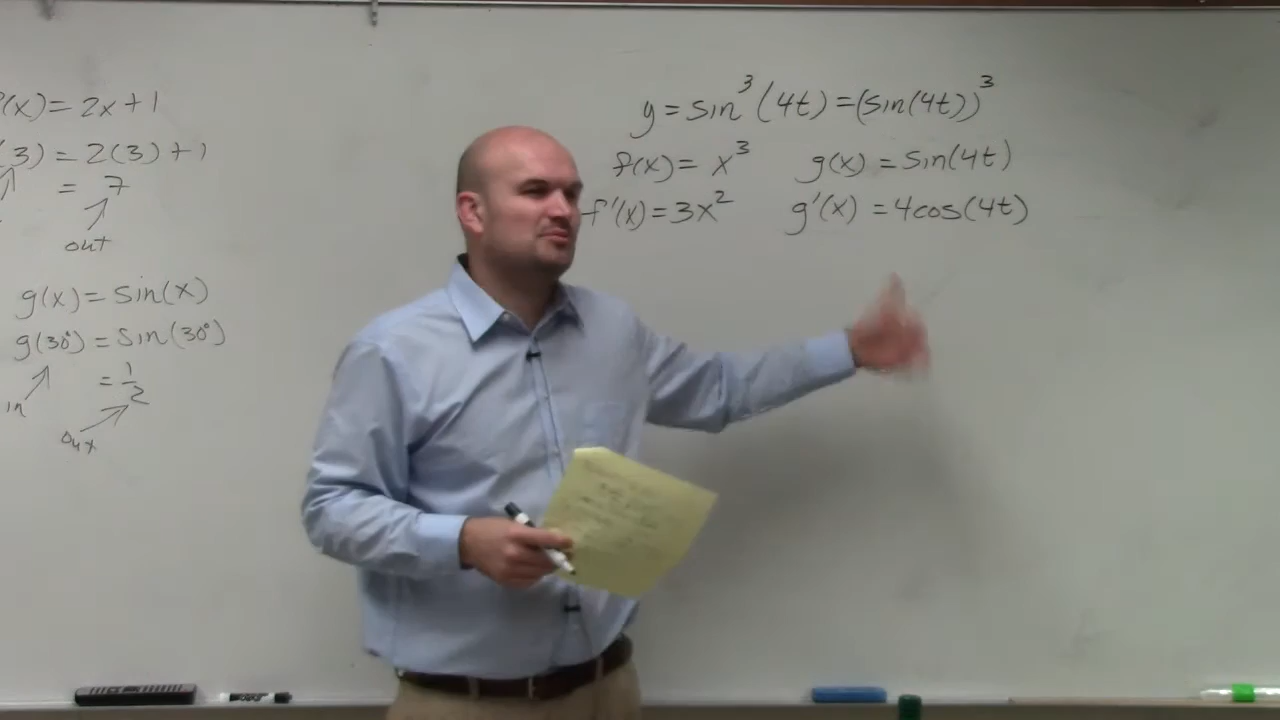 (x) = 2x+1
(3) = 2(3)+1
= 7
out
g(x) = sin(x)
g(30°) = sin(30°)
in
= 1/2
out
y = sin³(4t) = (sin(4t))³
f(x) = x³ g(x) = sin(4t)
f'(x) = 3x² g'(x) = 4cos(4t)